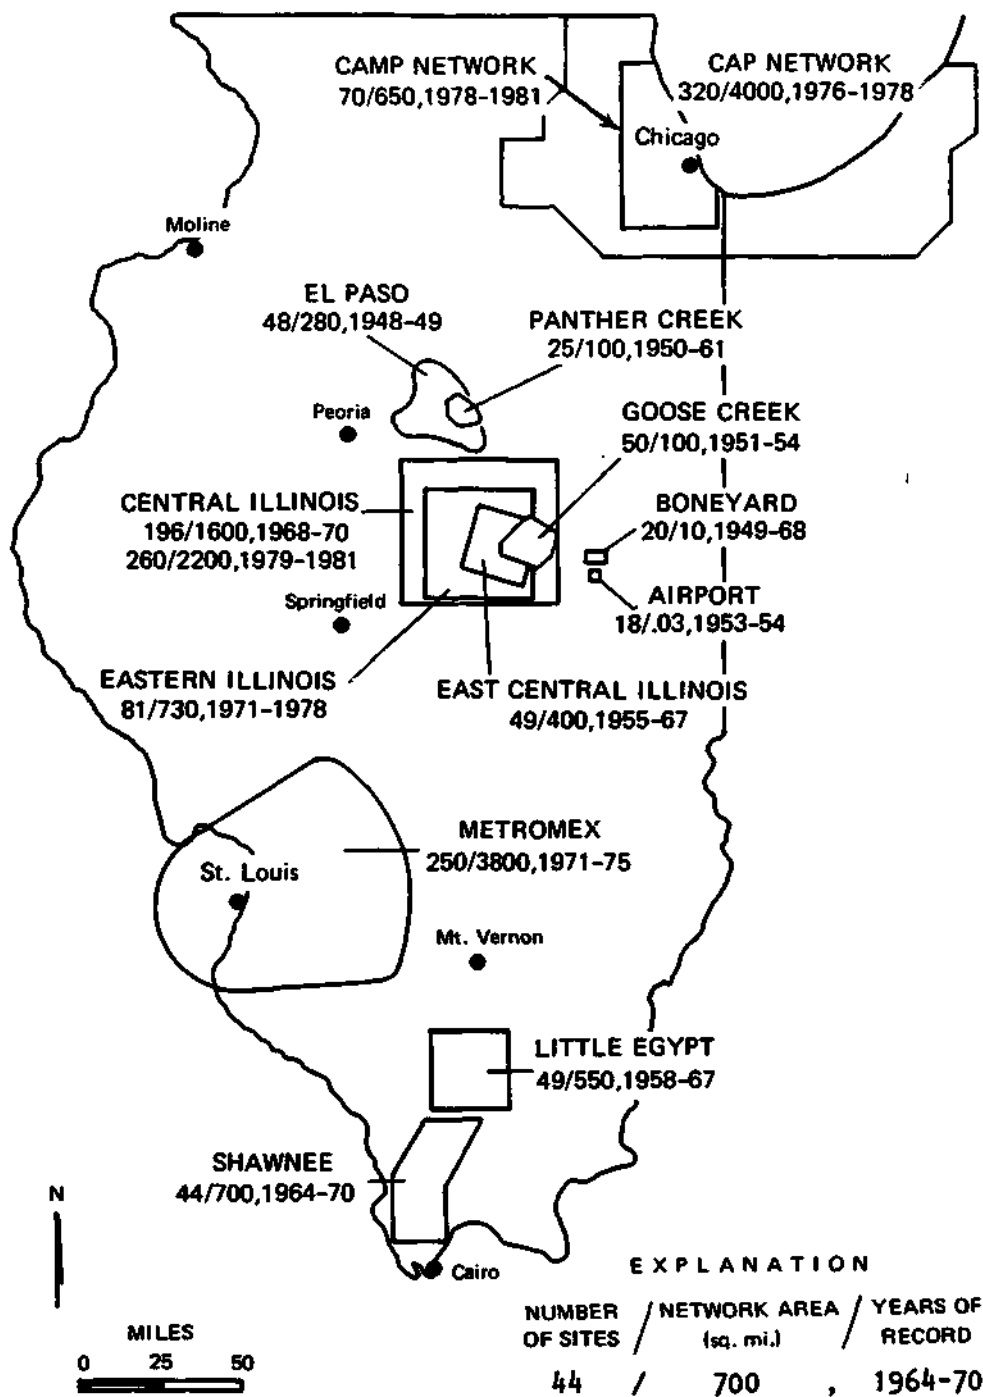 CAMP NETWORK
70/650,1978-1981
CAP NETWORK
320/4000,1976-1978
Chicago
Moline
EL PASO
48/280,1948-49
PANTHER CREEK
25/100,1950-61
Peoria
GOOSE CREEK
50/100,1951-54
CENTRAL ILLINOIS
196/1600,1968-70
260/2200,1979-1981
BONEYARD
20/10,1949-68
Springfield
AIRPORT
18/.03,1953-54
EASTERN ILLINOIS
81/730,1971-1978
EAST CENTRAL ILLINOIS
49/400,1955-67
METROMEX
250/3800,1971-75
St. Louis
Mt. Vernon
LITTLE EGYPT
49/550,1958-67
SHAWNEE
44/700,1964-70
N
Cairo
MILES
0 25 50
EXPLANATION
NUMBER OF SITES / NETWORK AREA (sq. mi.) / YEARS OF RECORD
44 / 700 , 1964-70